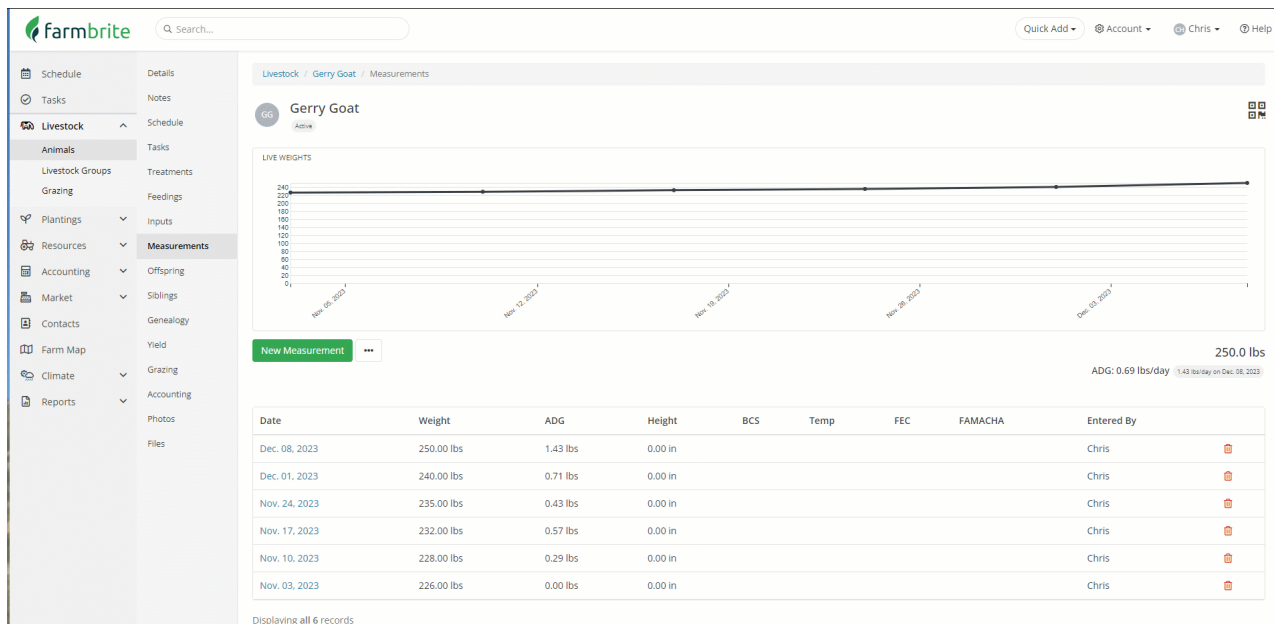 farmbrite
Search...
Quick Add
Account
CH Chris
Help
Schedule
Tasks
Livestock
Animals
Livestock Groups
Grazing
Plantings
Resources
Accounting
Market
Contacts
Farm Map
Climate
Reports
Details
Notes
Schedule
Tasks
Treatments
Feedings
Inputs
Measurements
Offspring
Siblings
Genealogy
Yield
Grazing
Accounting
Photos
Files
Livestock / Gerry Goat / Measurements
GG
Gerry Goat
Active
LIVE WEIGHTS
240
220
200
180
160
140
120
100
80
60
40
20
0
Nov. 05, 2023
Nov. 12, 2023
Nov. 19, 2023
Nov. 26, 2023
Dec. 03, 2023
New Measurement
250.0 lbs
ADG: 0.69 lbs/day 1.43 lbs/day on Dec. 08, 2023
Date Weight ADG Height BCS Temp FEC FAMACHA Entered By
Dec. 08, 2023 250.00 lbs 1.43 lbs 0.00 in Chris
Dec. 01, 2023 240.00 lbs 0.71 lbs 0.00 in Chris
Nov. 24, 2023 235.00 lbs 0.43 lbs 0.00 in Chris
Nov. 17, 2023 232.00 lbs 0.57 lbs 0.00 in Chris
Nov. 10, 2023 228.00 lbs 0.29 lbs 0.00 in Chris
Nov. 03, 2023 226.00 lbs 0.00 lbs 0.00 in Chris
Displaying all 6 records